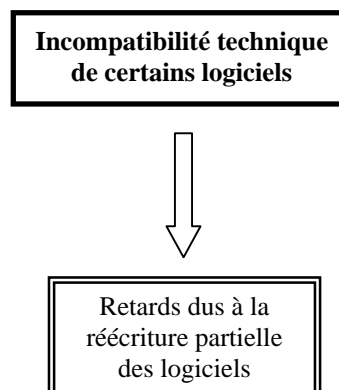 Incompatibilité technique
de certains logiciels
Retards dus à la
réécriture partielle
des logiciels